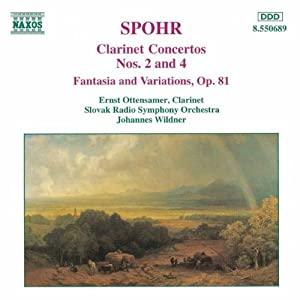 NAXOS
DDD
8.550689
SPOHR
Clarinet Concertos
Nos. 2 and 4
Fantasia and Variations, Op. 81
Ernst Ottensamer, Clarinet
Slovak Radio Symphony Orchestra
Johannes Wildner